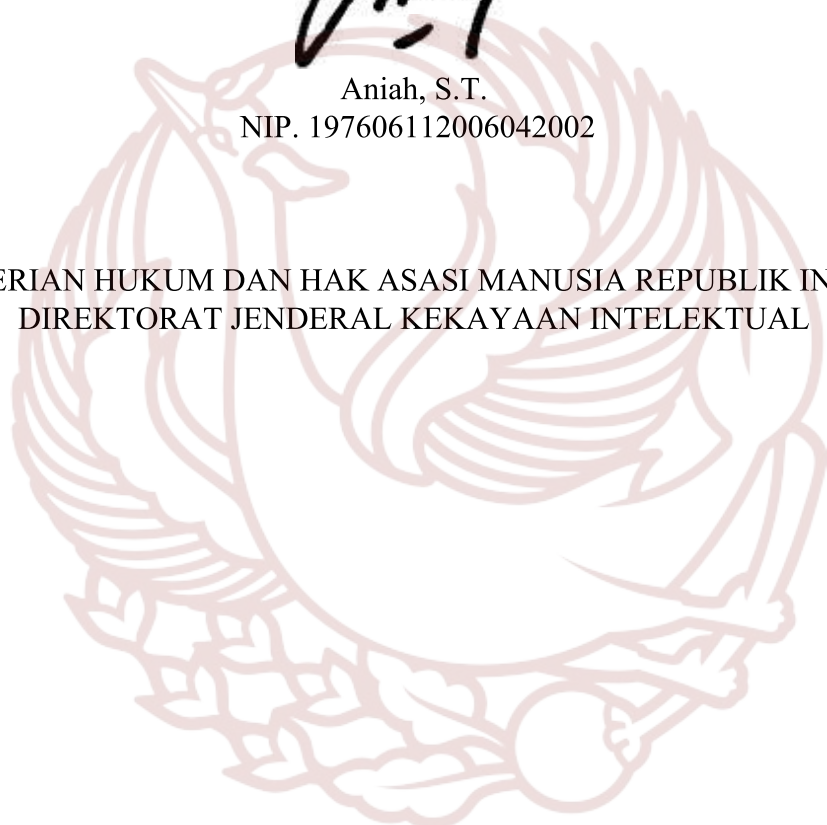 Aniah, S.T.
NIP. 197606112006042002
ERIAN HUKUM DAN HAK ASASI MANUSIA REPUBLIK IN
DIREKTORAT JENDERAL KEKAYAAN INTELEKTUAL